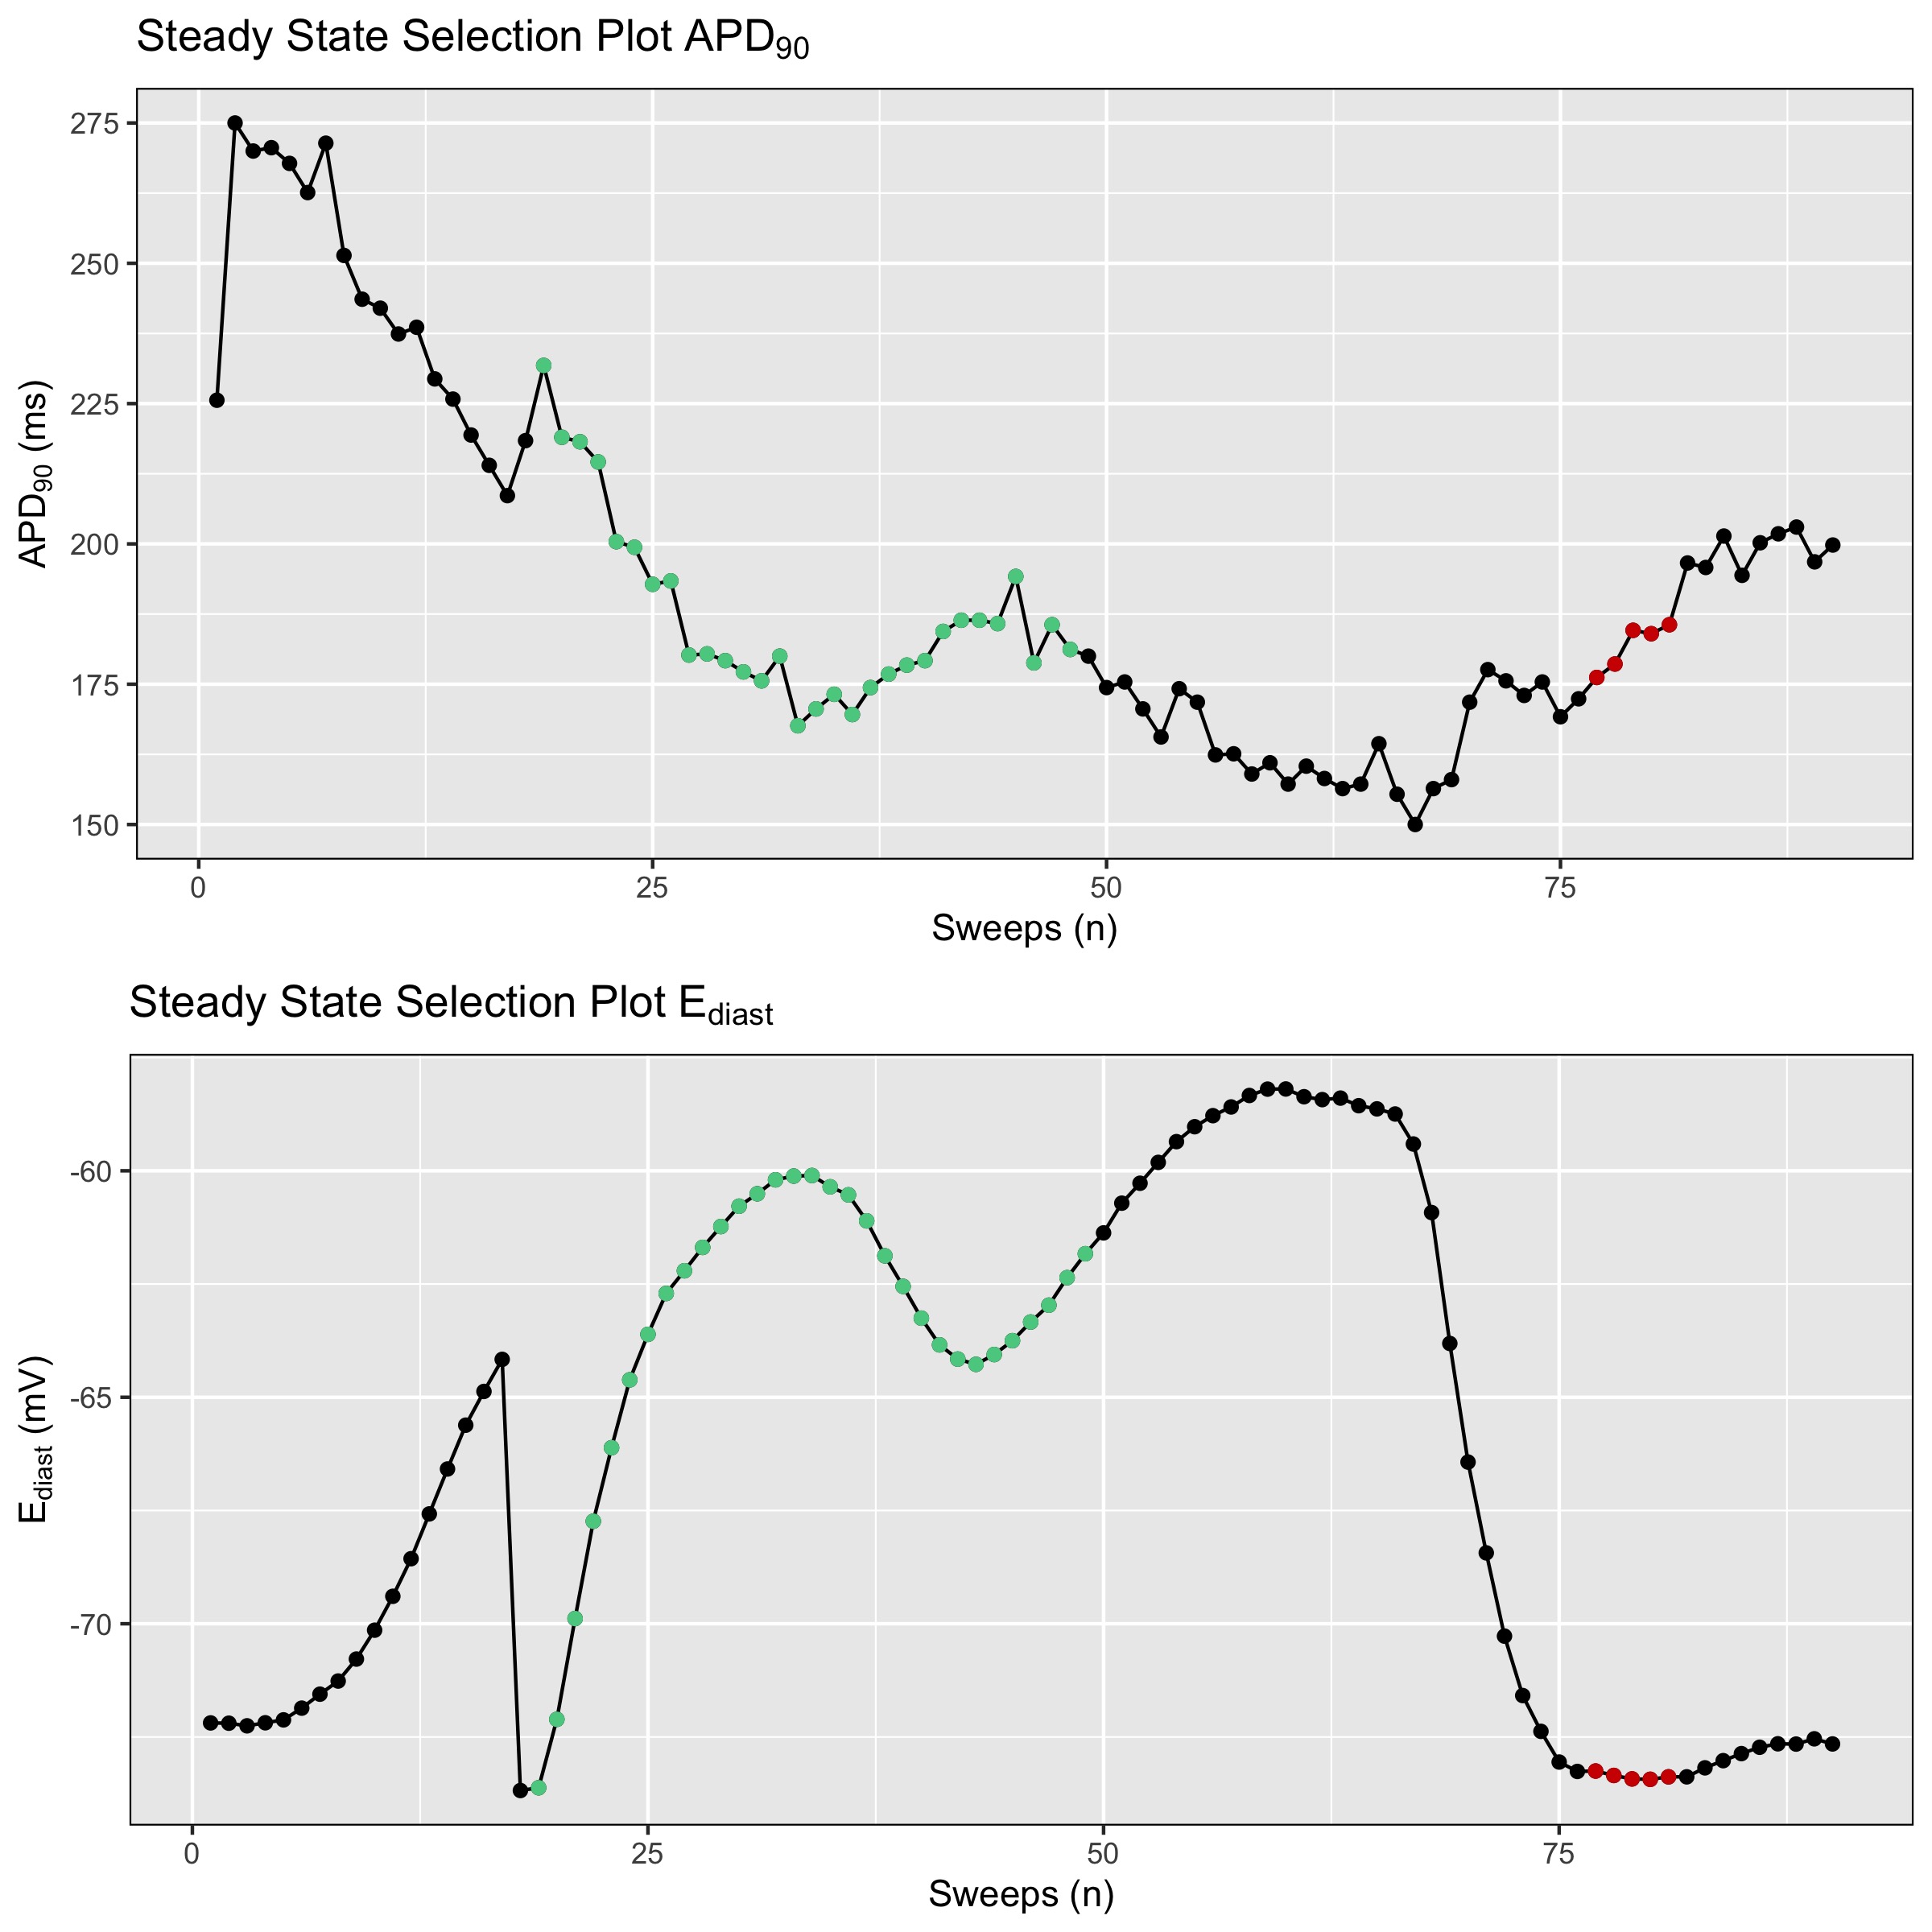 Steady State Selection Plot APD90
275
250
225
200
175
150
APD90 (ms)
0 25 50 75
Sweeps (n)
Steady State Selection Plot Ediast
-60
-65
-70
Ediast (mV)
0 25 50 75
Sweeps (n)